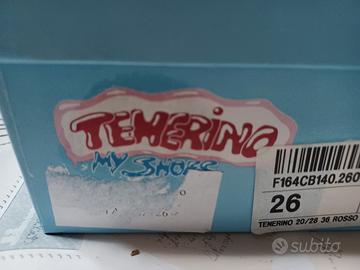 TENERINO
MY SHOES
F164CB140.260
26
TENERINO 20/28 36 ROSSO
subito